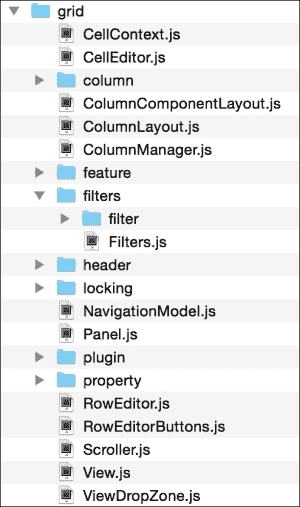 grid
CellContext.js
CellEditor.js
column
ColumnComponentLayout.js
ColumnLayout.js
ColumnManager.js
feature
filters
filter
Filters.js
header
locking
NavigationModel.js
Panel.js
plugin
property
RowEditor.js
RowEditorButtons.js
Scroller.js
View.js
ViewDropZone.js